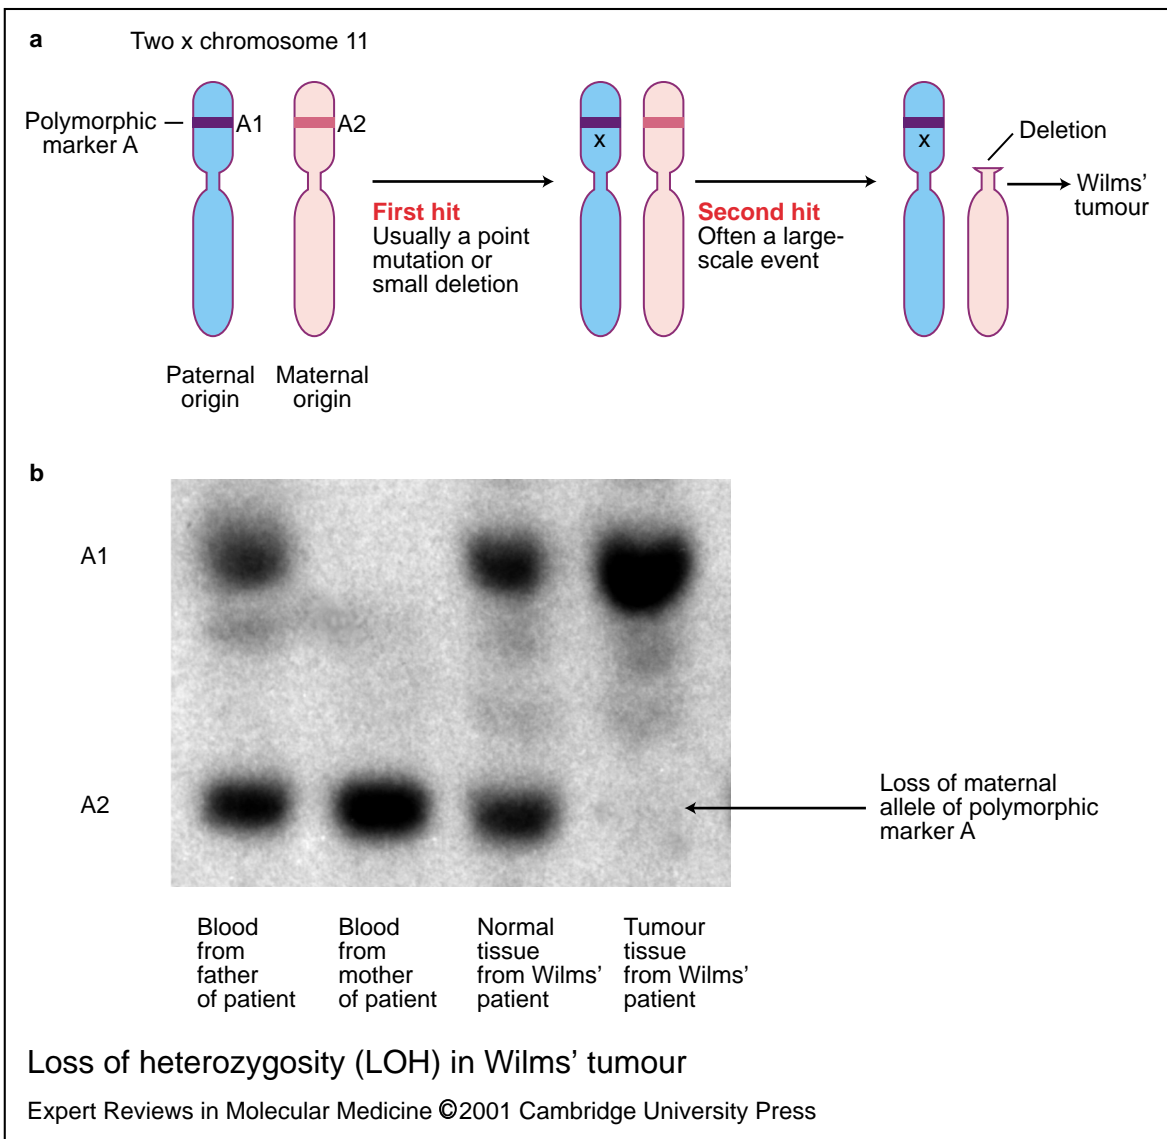 a
Two x chromosome 11
Polymorphic
marker A
A1
A2
x
x
Deletion
Wilms'
tumour
First hit
Usually a point
mutation or
small deletion
Second hit
Often a large-
scale event
Paternal
origin
Maternal
origin
b
A1
A2
Loss of maternal
allele of polymorphic
marker A
Blood
from
father
of patient
Blood
from
mother
of patient
Normal
tissue
from Wilms'
patient
Tumour
tissue
from Wilms'
patient
Loss of heterozygosity (LOH) in Wilms' tumour
Expert Reviews in Molecular Medicine ©2001 Cambridge University Press